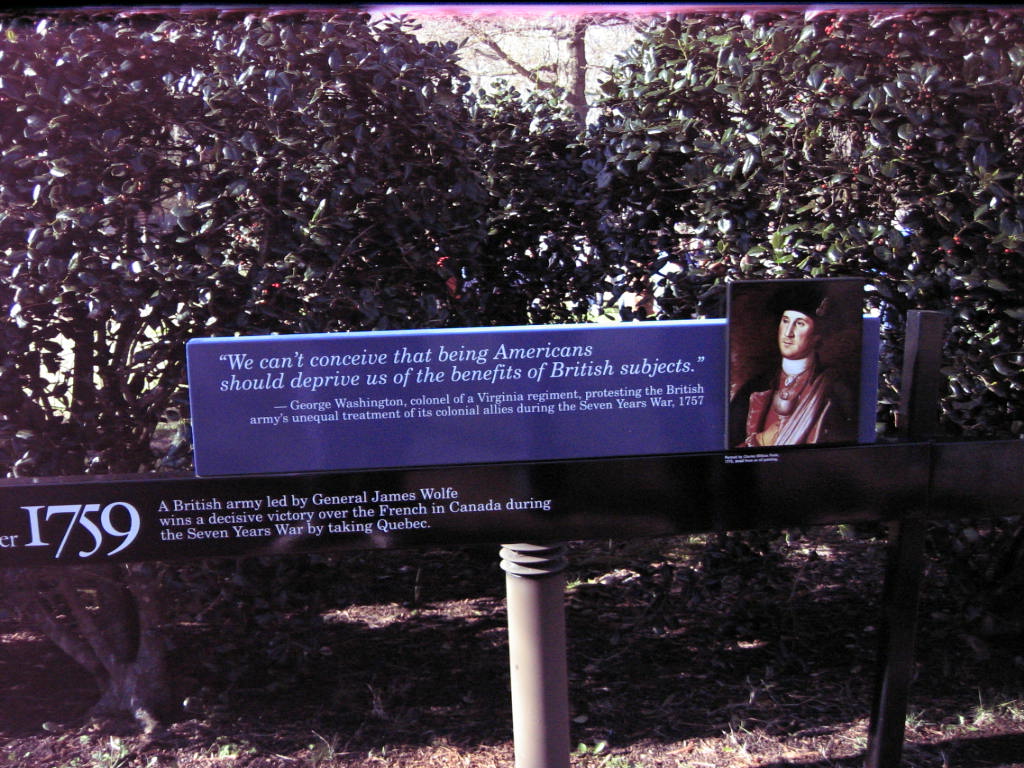 “We can’t conceive that being Americans
should deprive us of the benefits of British subjects.”
— George Washington, colonel of a Virginia regiment, protesting the British
army’s unequal treatment of its colonial allies during the Seven Years War, 1757
er 1759
A British army led by General James Wolfe
wins a decisive victory over the French in Canada during
the Seven Years War by taking Quebec.